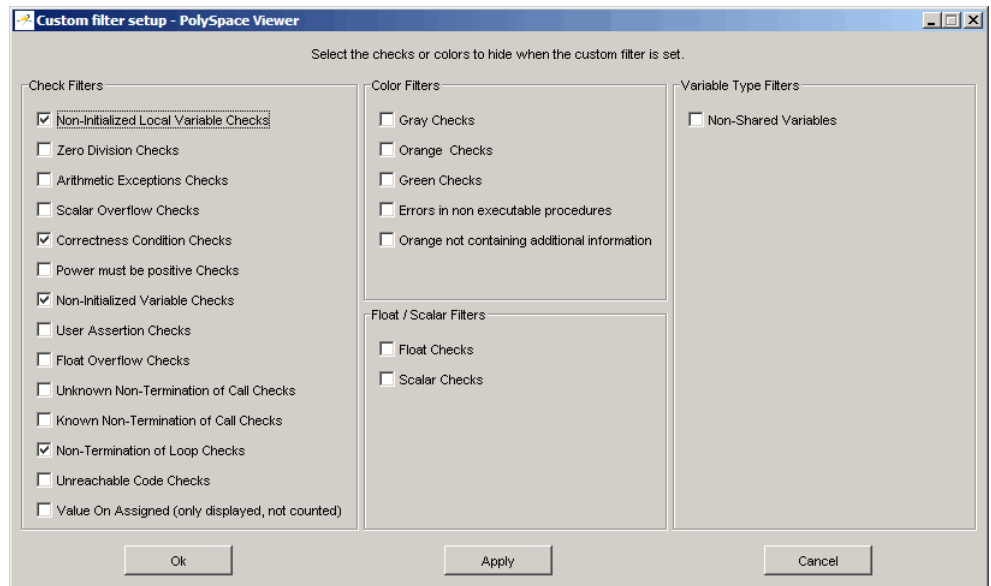 Custom filter setup - PolySpace Viewer
Select the checks or colors to hide when the custom filter is set.
Check Filters
Non-Initialized Local Variable Checks
Zero Division Checks
Arithmetic Exceptions Checks
Scalar Overflow Checks
Correctness Condition Checks
Power must be positive Checks
Non-Initialized Variable Checks
User Assertion Checks
Float Overflow Checks
Unknown Non-Termination of Call Checks
Known Non-Termination of Call Checks
Non-Termination of Loop Checks
Unreachable Code Checks
Value On Assigned (only displayed, not counted)
Color Filters
Gray Checks
Orange Checks
Green Checks
Errors in non executable procedures
Orange not containing additional information
Float / Scalar Filters
Float Checks
Scalar Checks
Variable Type Filters
Non-Shared Variables
Ok
Apply
Cancel